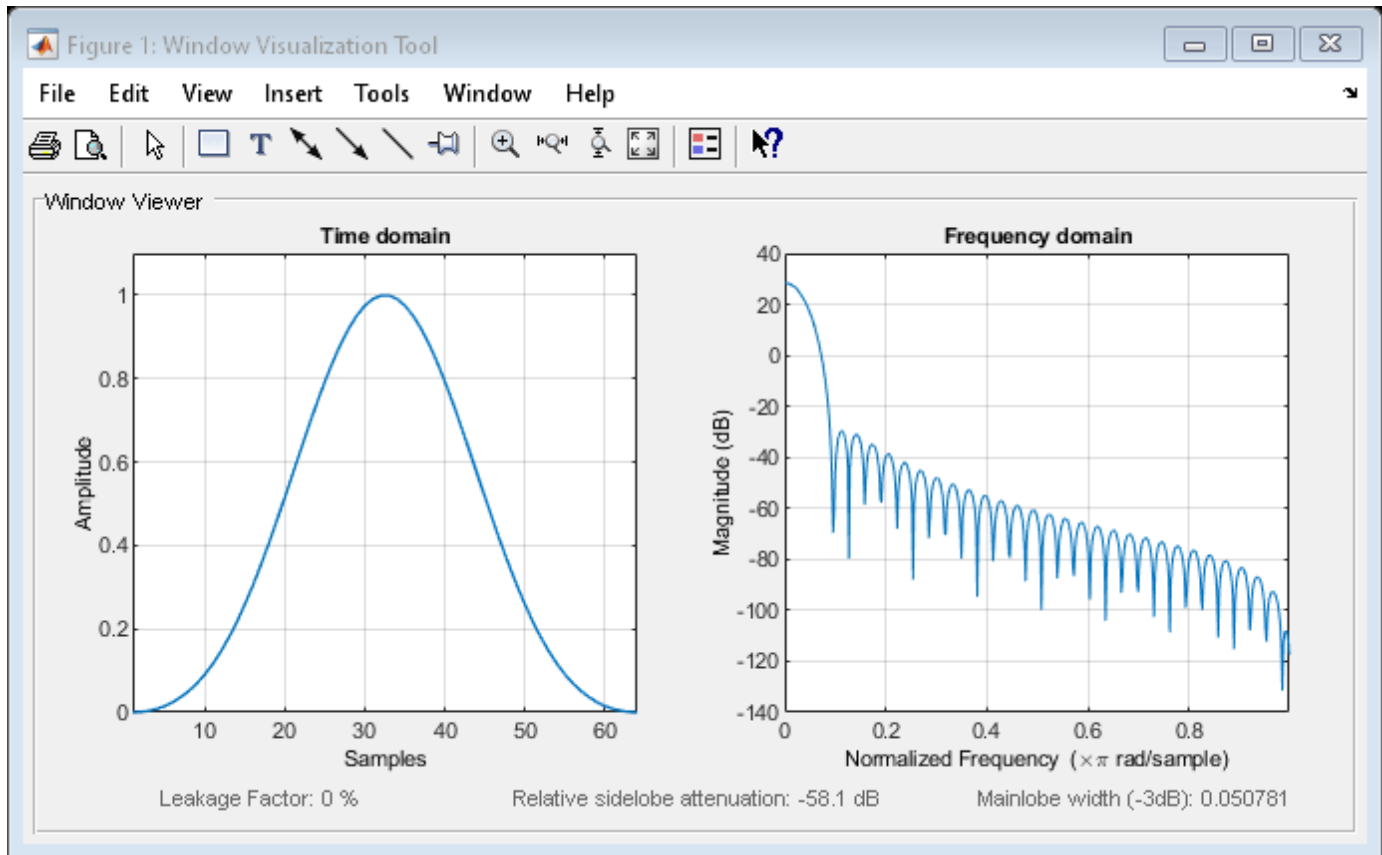 Figure 1: Window Visualization Tool
File Edit View Insert Tools Window Help
T
?
Window Viewer
Time domain
1
0.8
0.6
0.4
0.2
0
10 20 30 40 50 60
Amplitude
Samples
Frequency domain
40
20
0
-20
-40
-60
-80
-100
-120
-140
0 0.2 0.4 0.6 0.8
Magnitude (dB)
Normalized Frequency (×π rad/sample)
Leakage Factor: 0 % Relative sidelobe attenuation: -58.1 dB Mainlobe width (-3dB): 0.050781